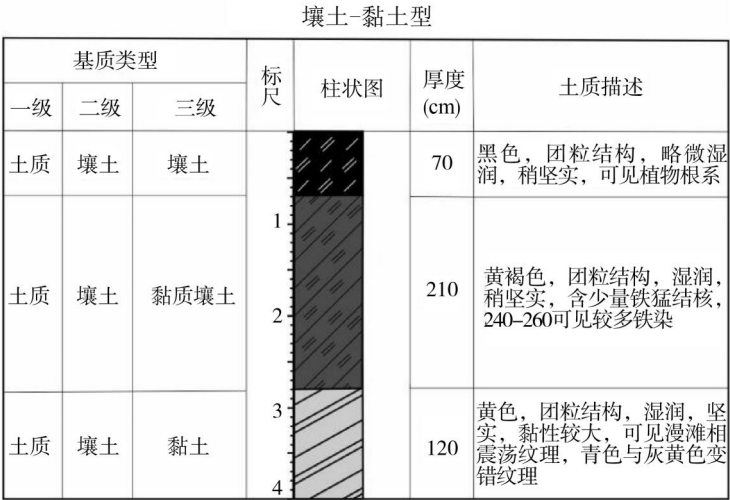 壤土-黏土型
基质类型
标尺
柱状图
厚度
(cm)
土质描述
一级 二级 三级
土质 壤土 壤土
70
黑色，团粒结构，略微湿
润，稍坚实，可见植物根系
1
土质 壤土 黏质壤土
2
210
黄褐色，团粒结构，湿润，
稍坚实，含少量铁猛结核，
240-260可见较多铁染
3
土质 壤土 黏土
4
120
黄色，团粒结构，湿润，坚
实，黏性较大，可见漫滩相
震荡纹理，青色与灰黄色变
错纹理